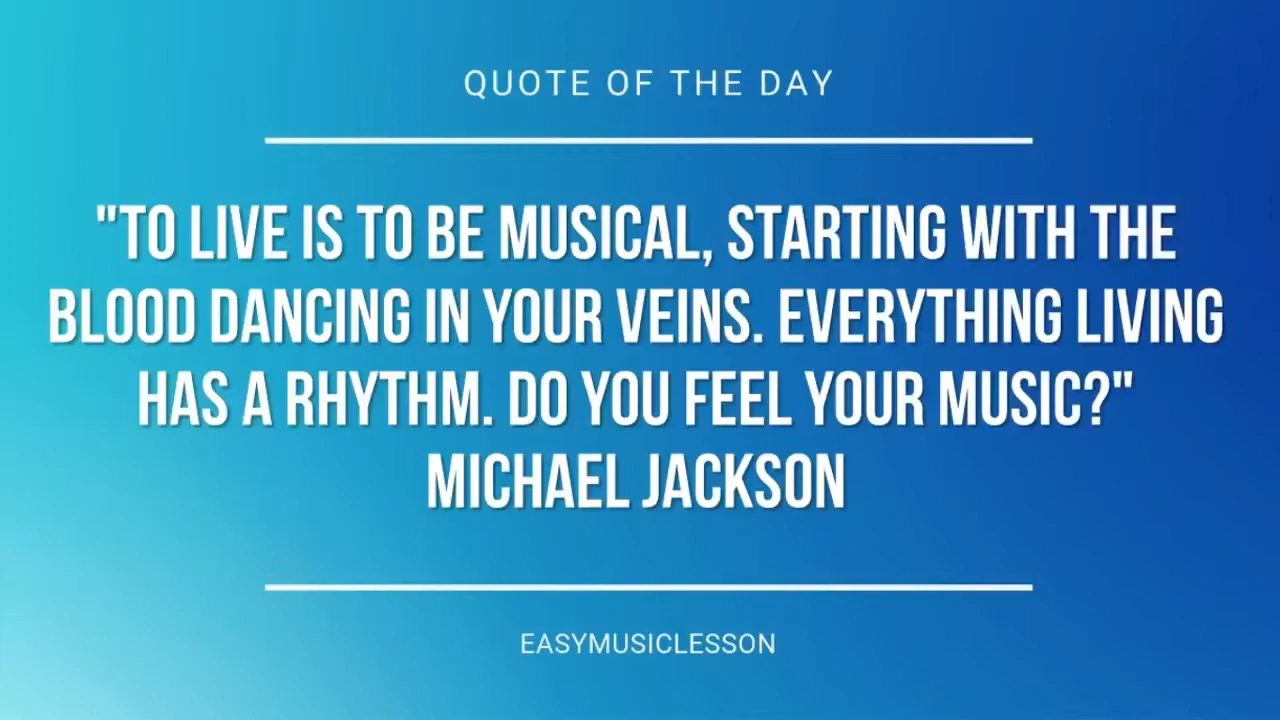 QUOTE OF THE DAY
"TO LIVE IS TO BE MUSICAL, STARTING WITH THE
BLOOD DANCING IN YOUR VEINS. EVERYTHING LIVING
HAS A RHYTHM. DO YOU FEEL YOUR MUSIC?"
MICHAEL JACKSON
EASYMUSICLESSON